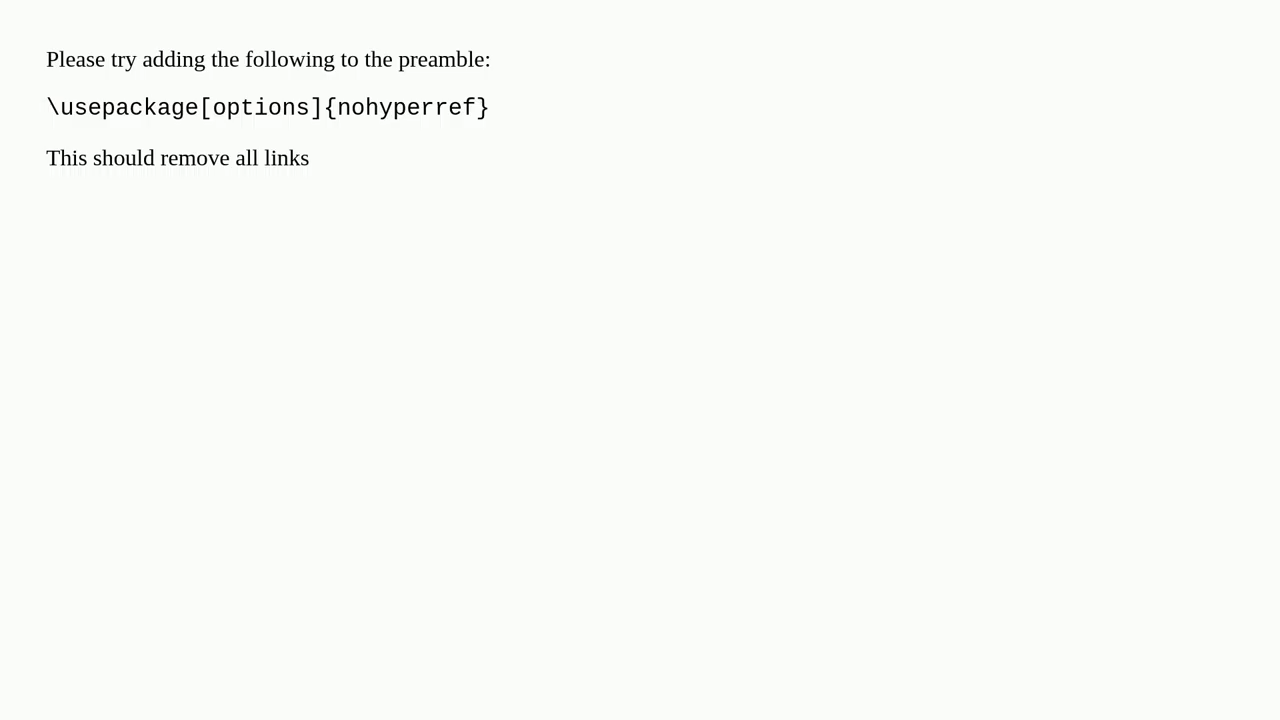 Please try adding the following to the preamble:
\usepackage[options]{nohyperref}
This should remove all links